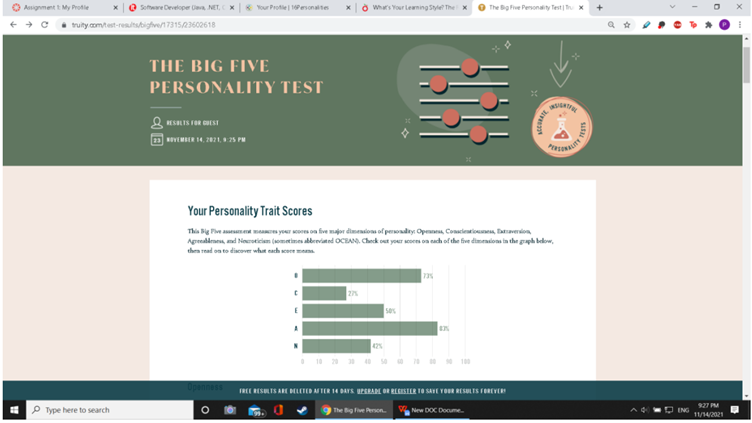 Assignment 1: My Profile
Software Developer (Java, .NET, C
Your Profile | 16Personalities
What's Your Learning Style? The
The Big Five Personality Test | Tru
truity.com/test-results/bigfive/17315/23602618
THE BIG FIVE
PERSONALITY TEST
RESULTS FOR GUEST
23
NOVEMBER 14, 2021, 6:25 PM
ACCURATE, INSIGHTFUL
PERSONALITY TESTS
Your Personality Trait Scores
This Big Five assessment measures your scores on five major dimensions of personality: Openness, Conscientiousness, Extraversion,
Agreeableness, and Neuroticism (sometimes abbreviated OCEAN). Check out your scores on each of the five dimensions in the graph below,
then read on to discover what each score means.
O 73%
C 27%
E 50%
A 83%
N 42%
0 10 20 30 40 50 60 70 80 90 100
Openness
FREE RESULTS ARE DELETED AFTER 14 DAYS. UPGRADE OR REGISTER TO SAVE YOUR RESULTS FOREVER!
Type here to search
99+
The Big Five Person...
New DOC Docume...
ENG
9:27 PM
11/14/2021